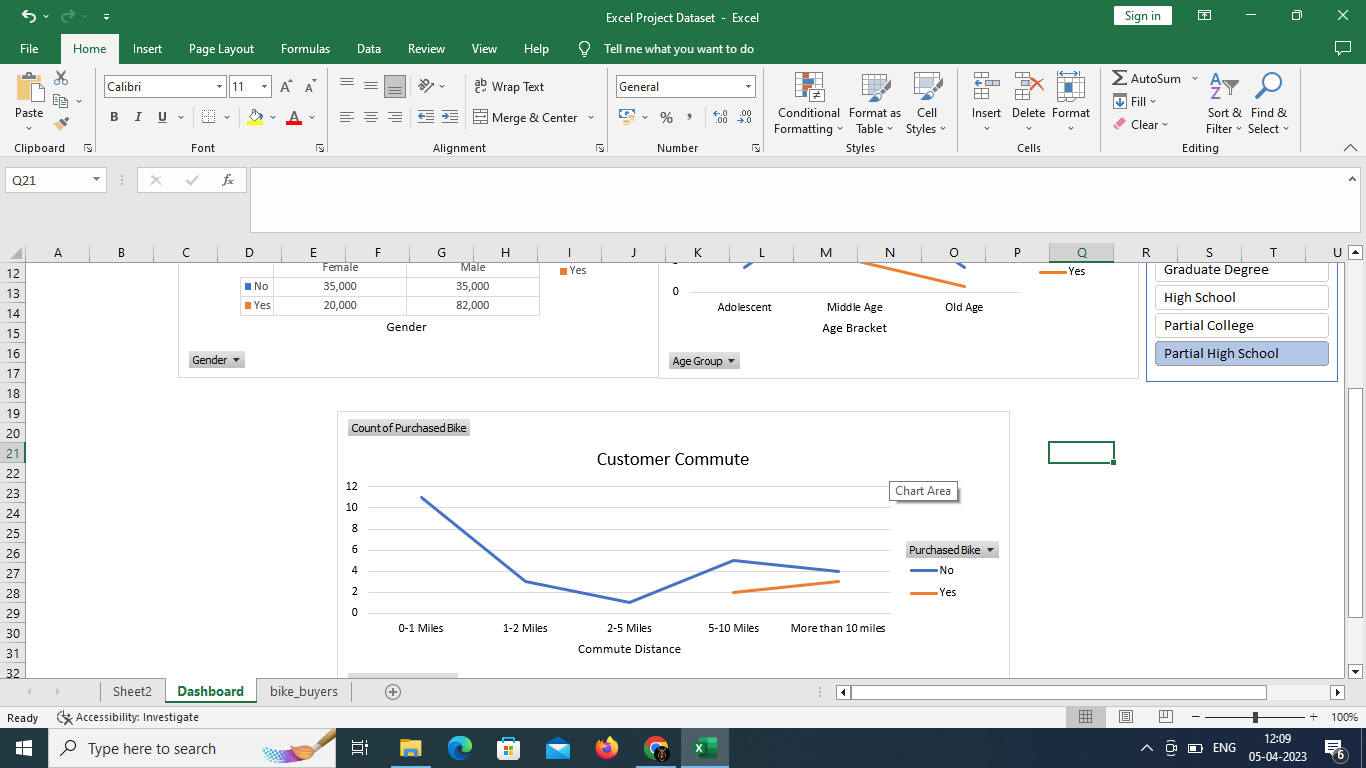 Excel Project Dataset - Excel
Sign in
File Home Insert Page Layout Formulas Data Review View Help Tell me what you want to do
Paste
Clipboard
Calibri 11
B I U
Font
Wrap Text
Merge & Center
Alignment
General
% ,
Number
Conditional Formatting
Format as Table
Cell Styles
Styles
Insert Delete Format
Cells
AutoSum
Fill
Clear
Sort & Filter
Find & Select
Editing
Q21
fx
A B C D E F G H I J K L M N O P Q R S T U
12
13
14
15
16
17
18
19
20
21
22
23
24
25
26
27
28
29
30
31
32
Female Male
No 35,000 35,000
Yes 20,000 82,000
Gender
Gender
Yes
0
Adolescent Middle Age Old Age
Age Bracket
Age Group
Yes
Graduate Degree
High School
Partial College
Partial High School
Count of Purchased Bike
Customer Commute
Chart Area
12
10
8
6
4
2
0
0-1 Miles 1-2 Miles 2-5 Miles 5-10 Miles More than 10 miles
Commute Distance
Purchased Bike
No
Yes
Sheet2 Dashboard bike_buyers
Ready Accessibility: Investigate 100%
Type here to search
ENG
12:09
05-04-2023
6